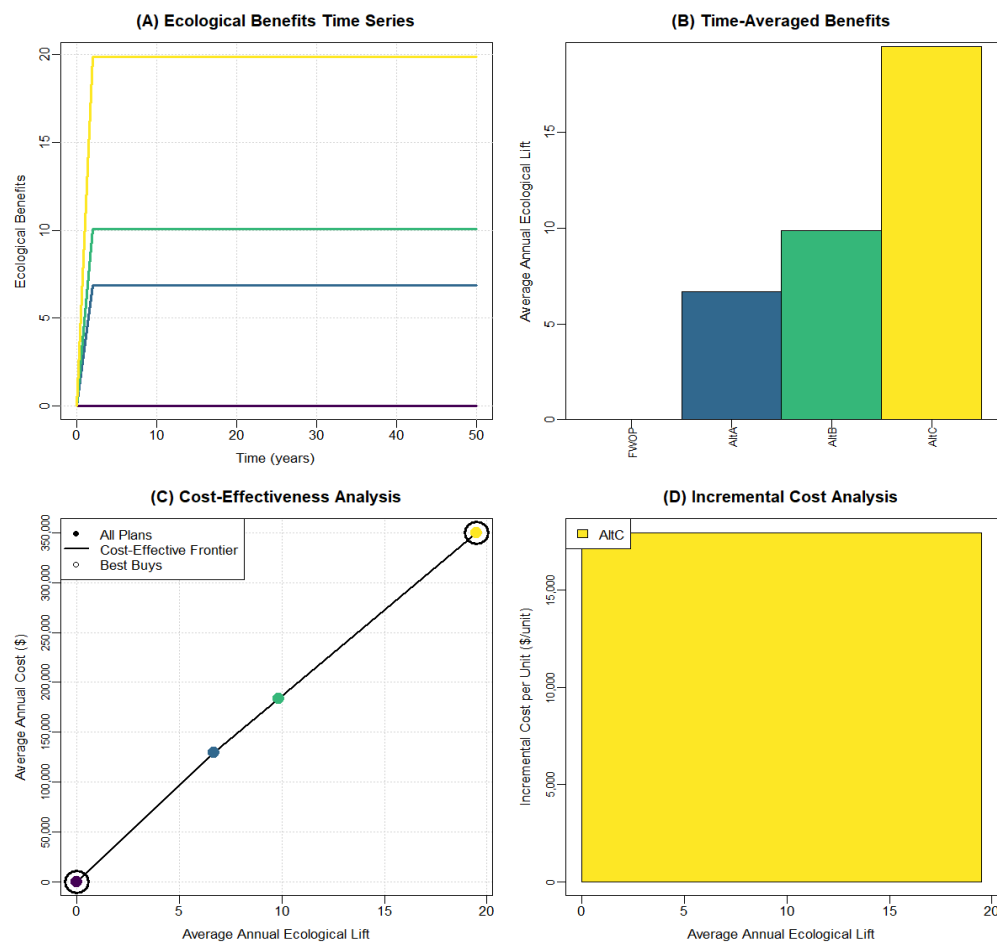 (A) Ecological Benefits Time Series
Ecological Benefits
20
15
10
5
0
0 10 20 30 40 50
Time (years)
(B) Time-Averaged Benefits
Average Annual Ecological Lift
15
10
5
0
FWOP AltA AltB AltC
(C) Cost-Effectiveness Analysis
All Plans
Cost-Effective Frontier
Best Buys
Average Annual Cost ($)
350,000
300,000
250,000
200,000
150,000
100,000
50,000
0
0 5 10 15 20
Average Annual Ecological Lift
(D) Incremental Cost Analysis
AltC
Incremental Cost per Unit ($/unit)
15,000
10,000
5,000
0
0 5 10 15 20
Average Annual Ecological Lift